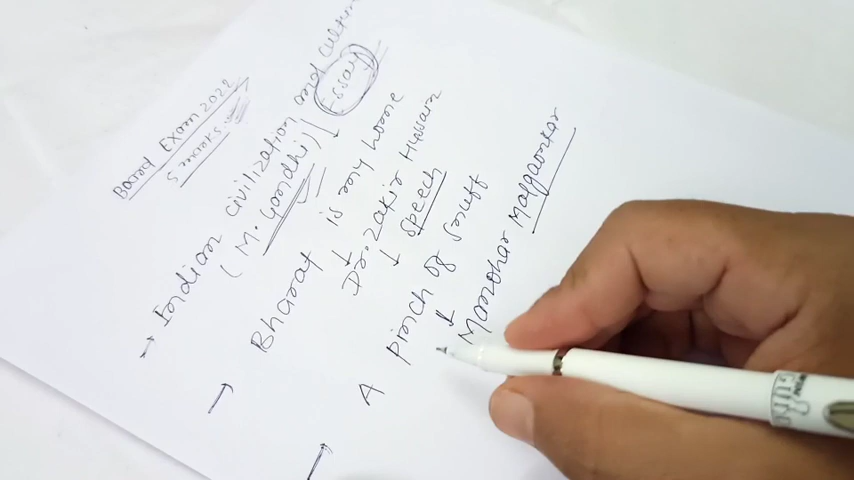 Board Exam 2022
5 marks.
→ Indian civilization and culture
(M. Gandhi) Essay
→ Bharat is my home
Dr. Zakir Hussain
speech
→ A pinch of snuff
Manohar Malgaonkar